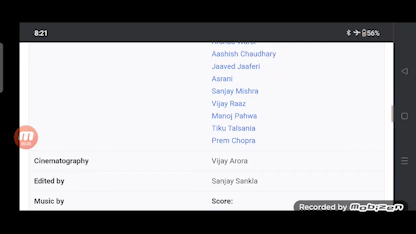 8:21
56%
Aashish Chaudhary
Jaaved Jaaferi
Asrani
Sanjay Mishra
Vijay Raaz
Manoj Pahwa
Tiku Talsania
Prem Chopra
Cinematography Vijay Arora
Edited by Sanjay Sankla
Music by Score:
Recorded by Mobizen